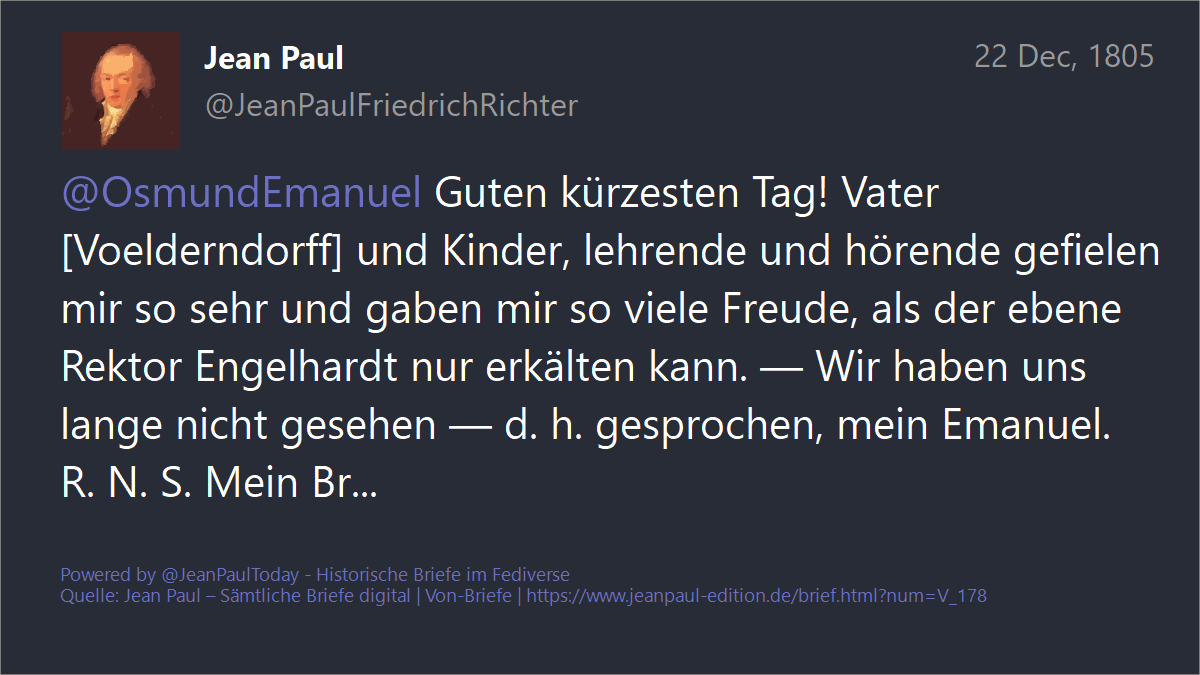 Jean Paul
22 Dec, 1805
@JeanPaulFriedrichRichter
@OsmundEmanuel Guten kürzesten Tag! Vater
[Voelderndorff] und Kinder, lehrende und hörende gefielen
mir so sehr und gaben mir so viele Freude, als der ebene
Rektor Engelhardt nur erkälten kann. — Wir haben uns
lange nicht gesehen — d. h. gesprochen, mein Emanuel.
R. N. S. Mein Br...
Powered by @JeanPaulToday - Historische Briefe im Fediverse
Quelle: Jean Paul – Sämtliche Briefe digital | Von-Briefe | https://www.jeanpaul-edition.de/brief.html?num=V_178